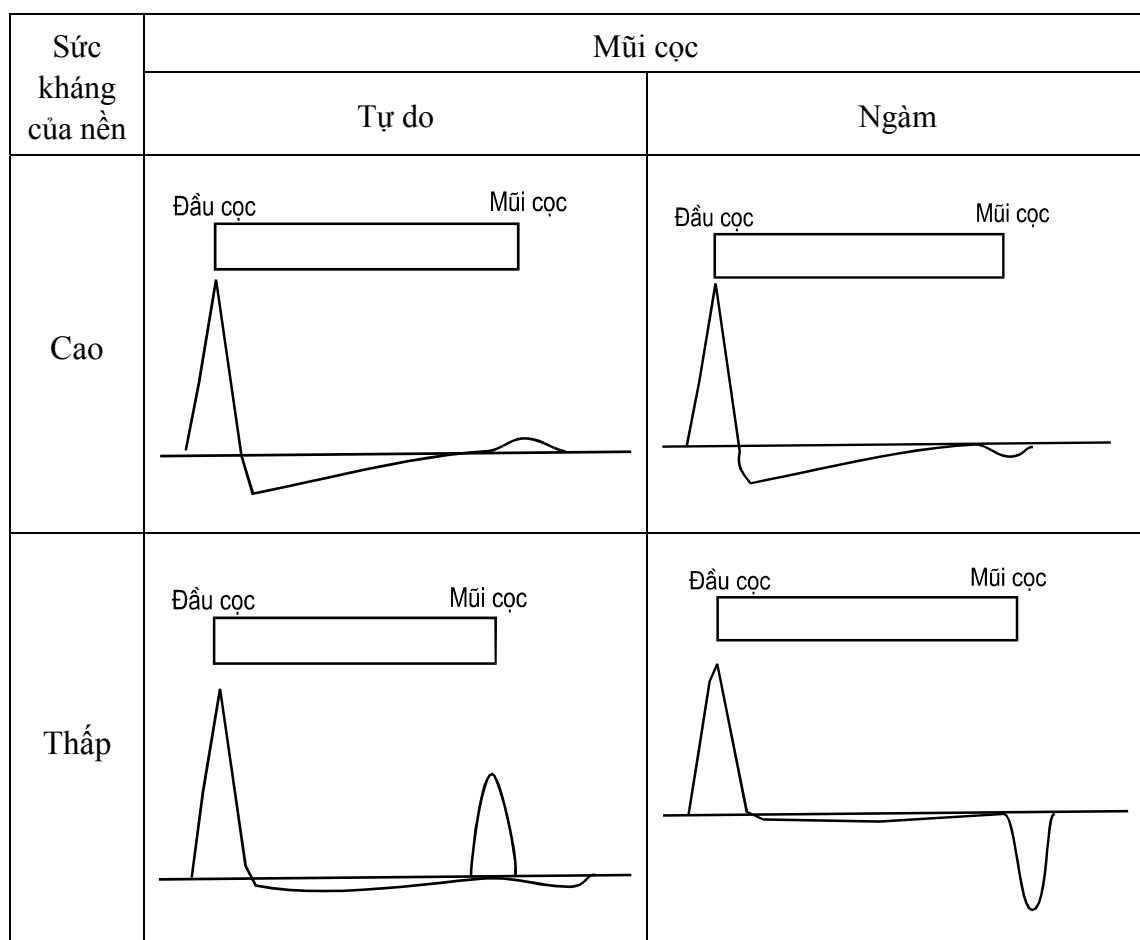 Sức
kháng
của nền
Mũi cọc
Tự do
Ngàm
Cao
Đầu cọc
Mũi cọc
Đầu cọc
Mũi cọc
Thấp
Đầu cọc
Mũi cọc
Đầu cọc
Mũi cọc